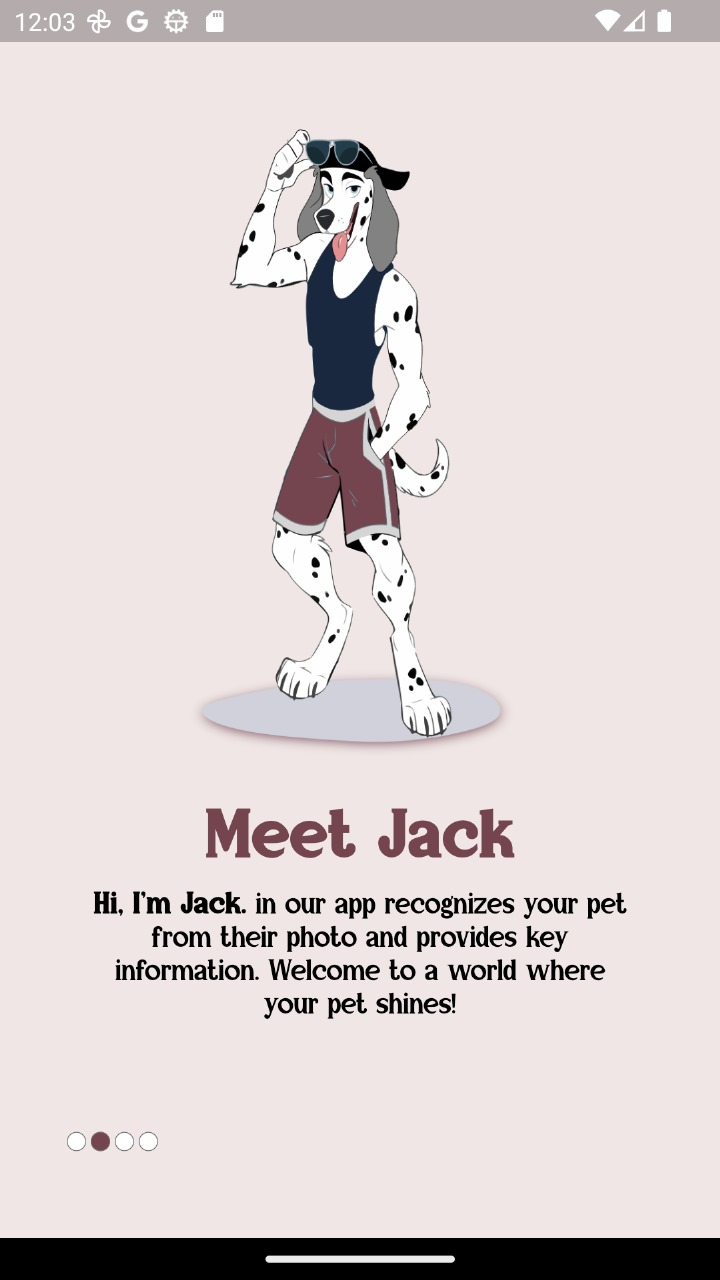 12:03
Meet Jack
Hi, I'm Jack. in our app recognizes your pet
from their photo and provides key
information. Welcome to a world where
your pet shines!